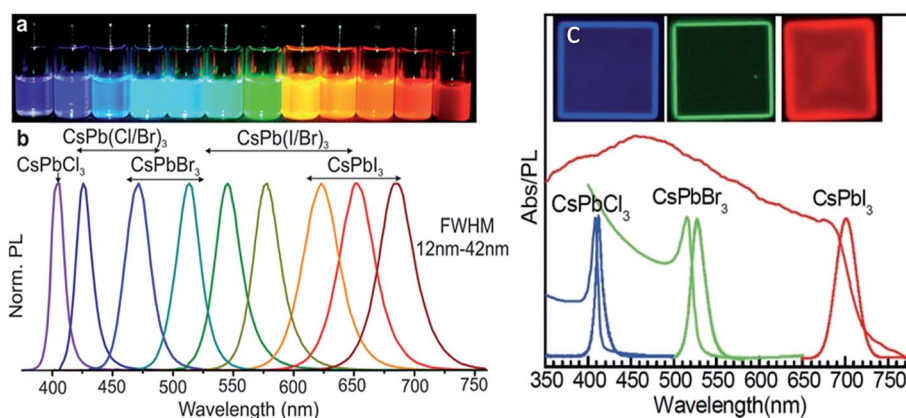 a
b
CsPb(Cl/Br)₃
CsPb(I/Br)₃
CsPbCl₃
CsPbBr₃
CsPbI₃
FWHM
12nm-42nm
Norm. PL
400 450 500 550 600 650 700 750
Wavelength (nm)
C
Abs/PL
CsPbCl₃
CsPbBr₃
CsPbI₃
350 400 450 500 550 600 650 700 750
Wavelength(nm)